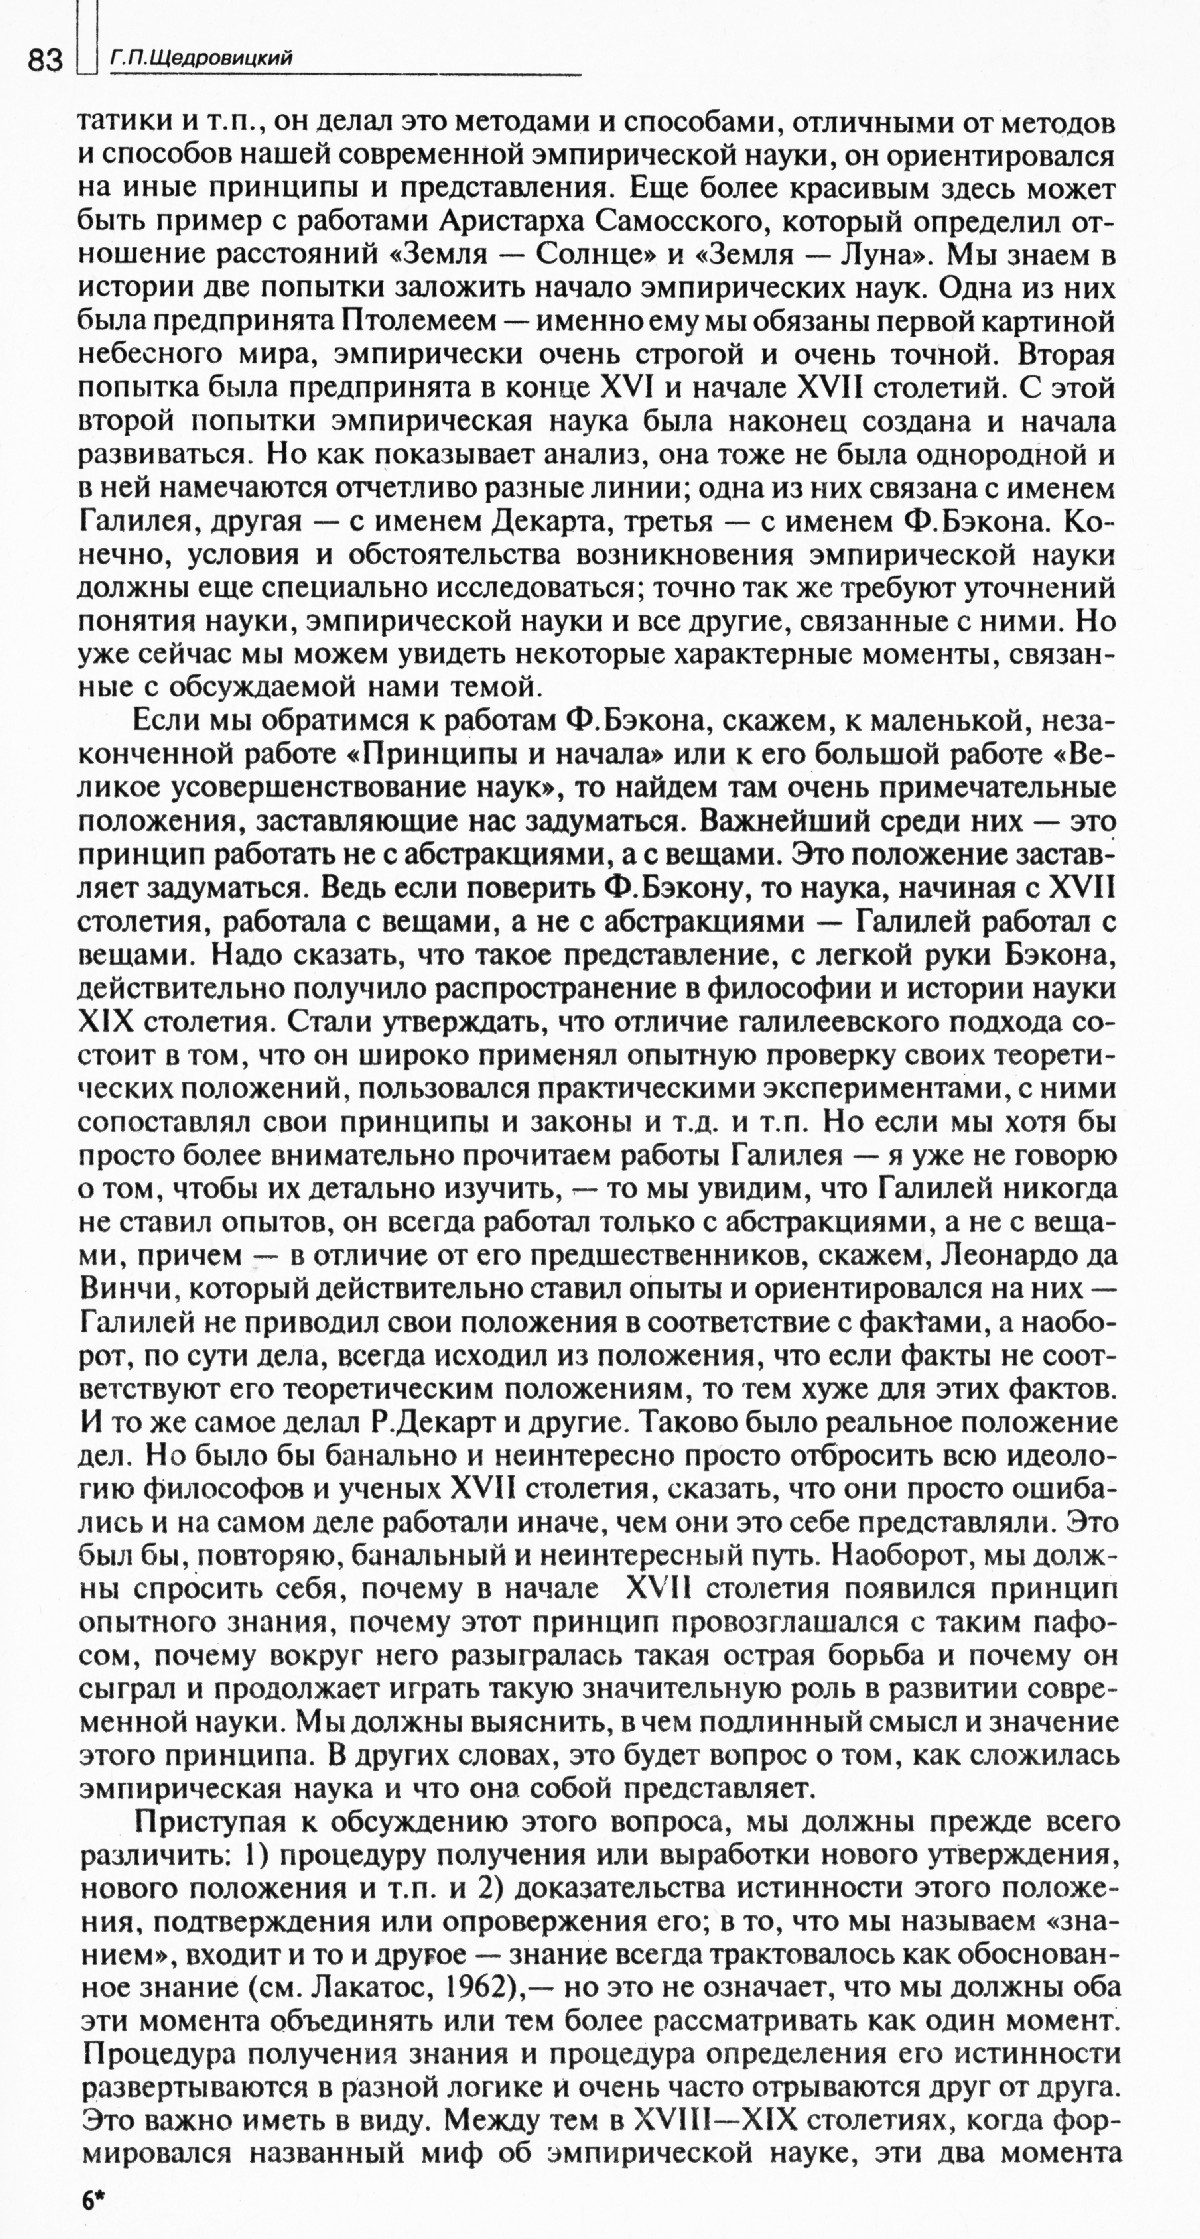 83
Г.П.Щедровицкий
татики и т.п., он делал это методами и способами, отличными от методов
и способов нашей современной эмпирической науки, он ориентировался
на иные принципы и представления. Еще более красивым здесь может
быть пример с работами Аристарха Самосского, который определил от-
ношение расстояний «Земля — Солнце» и «Земля — Луна». Мы знаем в
истории две попытки заложить начало эмпирических наук. Одна из них
была предпринята Птолемеем — именно ему мы обязаны первой картиной
небесного мира, эмпирически очень строгой и очень точной. Вторая
попытка была предпринята в конце XVI и начале XVII столетий. С этой
второй попытки эмпирическая наука была наконец создана и начала
развиваться. Но как показывает анализ, она тоже не была однородной и
в ней намечаются отчетливо разные линии; одна из них связана с именем
Галилея, другая — с именем Декарта, третья — с именем Ф.Бэкона. Ко-
нечно, условия и обстоятельства возникновения эмпирической науки
должны еще специально исследоваться; точно так же требуют уточнений
понятия науки, эмпирической науки и все другие, связанные с ними. Но
уже сейчас мы можем увидеть некоторые характерные моменты, связан-
ные с обсуждаемой нами темой.
Если мы обратимся к работам Ф.Бэкона, скажем, к маленькой, неза-
конченной работе «Принципы и начала» или к его большой работе «Ве-
ликое усовершенствование наук», то найдем там очень примечательные
положения, заставляющие нас задуматься. Важнейший среди них — это
принцип работать не с абстракциями, а с вещами. Это положение застав-
ляет задуматься. Ведь если поверить Ф.Бэкону, то наука, начиная с XVII
столетия, работала с вещами, а не с абстракциями — Галилей работал с
вещами. Надо сказать, что такое представление, с легкой руки Бэкона,
действительно получило распространение в философии и истории науки
XIX столетия. Стали утверждать, что отличие галилеевского подхода со-
стоит в том, что он широко применял опытную проверку своих теорети-
ческих положений, пользовался практическими экспериментами, с ними
сопоставлял свои принципы и законы и т.д. и т.п. Но если мы хотя бы
просто более внимательно прочитаем работы Галилея — я уже не говорю
о том, чтобы их детально изучить, — то мы увидим, что Галилей никогда
не ставил опытов, он всегда работал только с абстракциями, а не с веща-
ми, причем — в отличие от его предшественников, скажем, Леонардо да
Винчи, который действительно ставил опыты и ориентировался на них —
Галилей не приводил свои положения в соответствие с фактами, а наобо-
рот, по сути дела, всегда исходил из положения, что если факты не соот-
ветствуют его теоретическим положениям, то тем хуже для этих фактов.
И то же самое делал Р.Декарт и другие. Таково было реальное положение
дел. Но было бы банально и неинтересно просто отбросить всю идеоло-
гию философов и ученых XVII столетия, сказать, что они просто ошиба-
лись и на самом деле работали иначе, чем они это себе представляли. Это
был бы, повторяю, банальный и неинтересный путь. Наоборот, мы долж-
ны спросить себя, почему в начале XVII столетия появился принцип
опытного знания, почему этот принцип провозглашался с таким пафо-
сом, почему вокруг него разыгралась такая острая борьба и почему он
сыграл и продолжает играть такую значительную роль в развитии совре-
менной науки. Мы должны выяснить, в чем подлинный смысл и значение
этого принципа. В других словах, это будет вопрос о том, как сложилась
эмпирическая наука и что она собой представляет.
Приступая к обсуждению этого вопроса, мы должны прежде всего
различить: 1) процедуру получения или выработки нового утверждения,
нового положения и т.п. и 2) доказательства истинности этого положе-
ния, подтверждения или опровержения его; в то, что мы называем «зна-
нием», входит и то и другое — знание всегда трактовалось как обоснован-
ное знание (см. Лакатос, 1962),— но это не означает, что мы должны оба
эти момента объединять или тем более рассматривать как один момент.
Процедура получения знания и процедура определения его истинности
развертываются в разной логике и очень часто отрываются друг от друга.
Это важно иметь в виду. Между тем в XVIII—XIX столетиях, когда фор-
мировался названный миф об эмпирической науке, эти два момента
6*